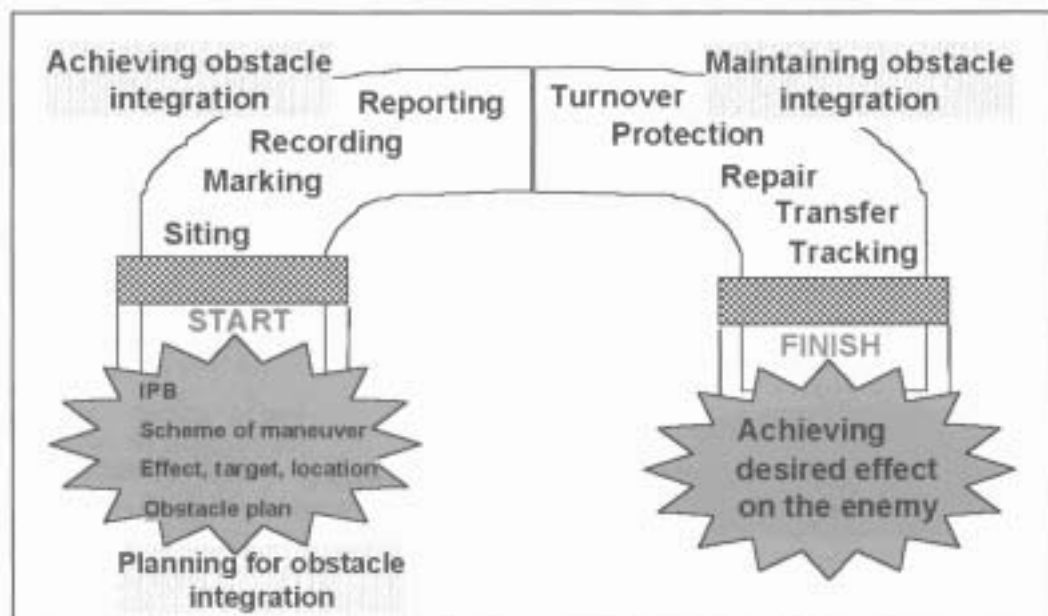 Achieving obstacle
integration
Reporting
Recording
Marking
Siting
START
IPB
Scheme of maneuver
Effect, target, location
Obstacle plan
Planning for obstacle
integration
Maintaining obstacle
integration
Turnover
Protection
Repair
Transfer
Tracking
FINISH
Achieving
desired effect
on the enemy